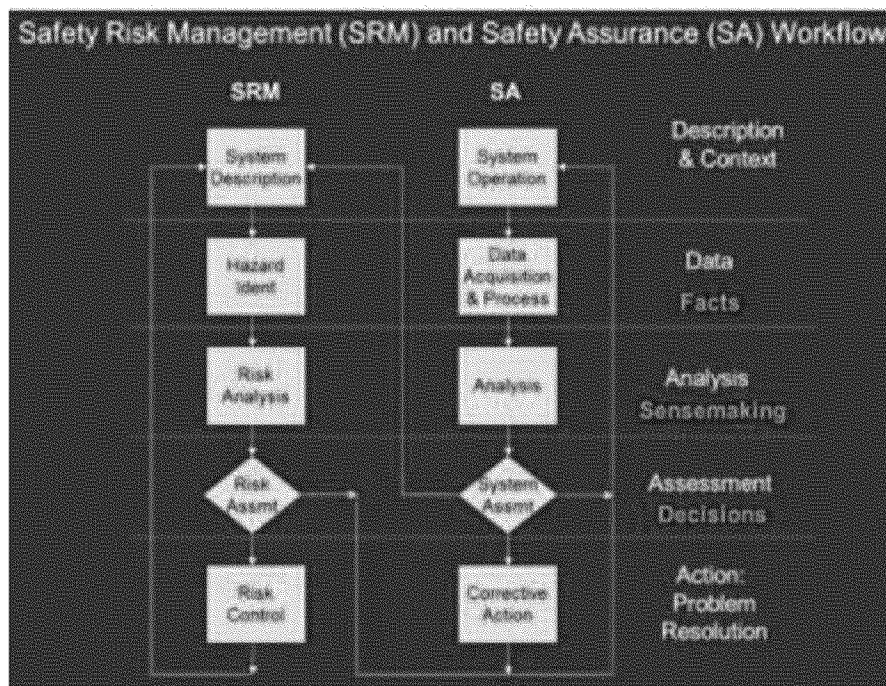 Safety Risk Management (SRM) and Safety Assurance (SA) Workflow
SRM
SA
System
Description
System
Operation
Description
& Context
Hazard
Ident
Data
Acquisition
& Process
Data
Facts
Risk
Analysis
Analysis
Analysis
Sensemaking
Risk
Assmt
System
Assmt
Assessment
Decisions
Risk
Control
Corrective
Action
Action:
Problem
Resolution